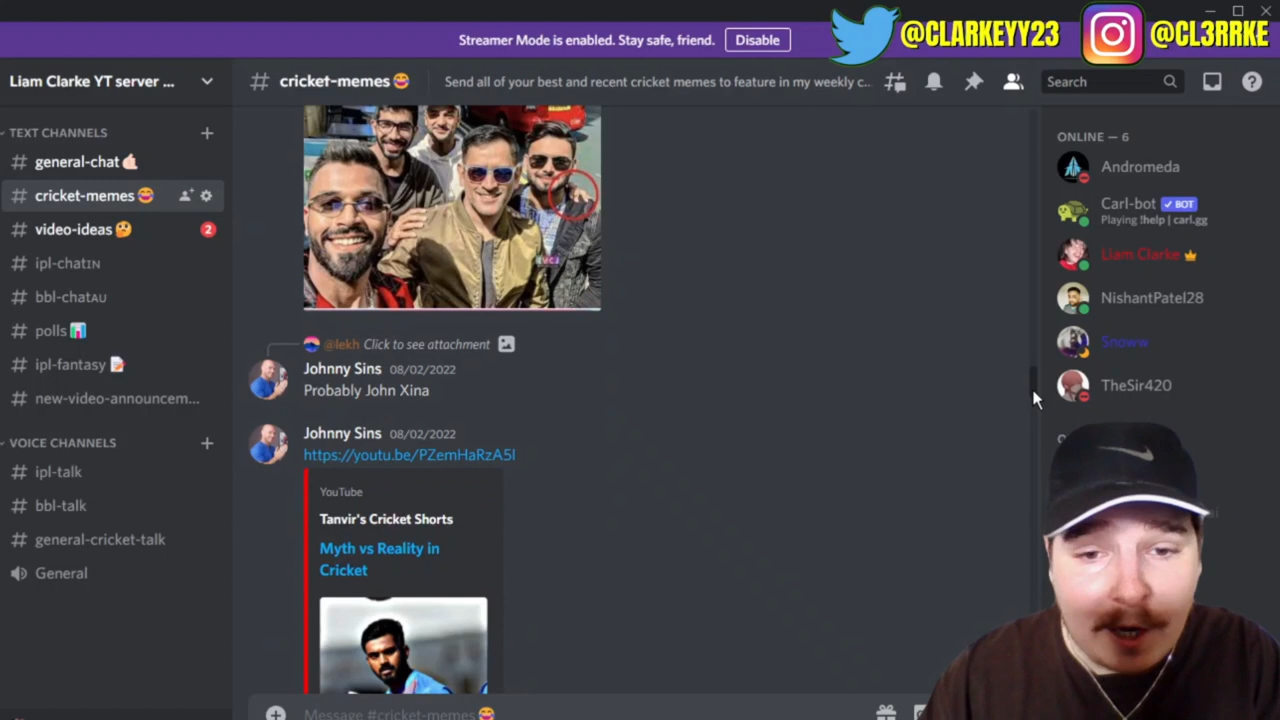 @CLARKEYY23
@CL3RRKE
Streamer Mode is enabled. Stay safe, friend.
Disable
Liam Clarke YT server ...
cricket-memes😂
Send all of your best and recent cricket memes to feature in my weekly c...
Search
TEXT CHANNELS
general-chat🤙🏻
cricket-memes😂
video-ideas🤔
2
ipl-chatIN
bbl-chatAU
polls📊
ipl-fantasy📝
new-video-announcem...
VOICE CHANNELS
ipl-talk
bbl-talk
general-cricket-talk
General
@lekh Click to see attachment
Johnny Sins 08/02/2022
Probably John Xina
Johnny Sins 08/02/2022
https://youtu.be/PZemHaRzA5I
YouTube
Tanvir's Cricket Shorts
Myth vs Reality in
Cricket
Message #cricket-memes😂
ONLINE — 6
Andromeda
Carl-bot ✓ BOT
Playing !help | carl.gg
Liam Clarke
NishantPatel28
Snoww
TheSir420